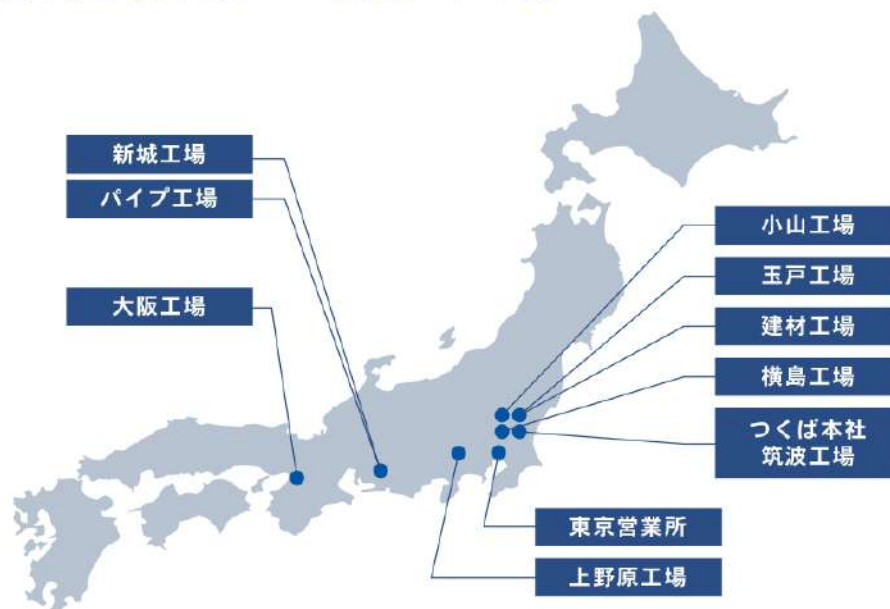 新城工場
パイプ工場
大阪工場
小山工場
玉戸工場
建材工場
横島工場
つくば本社
筑波工場
東京営業所
上野原工場